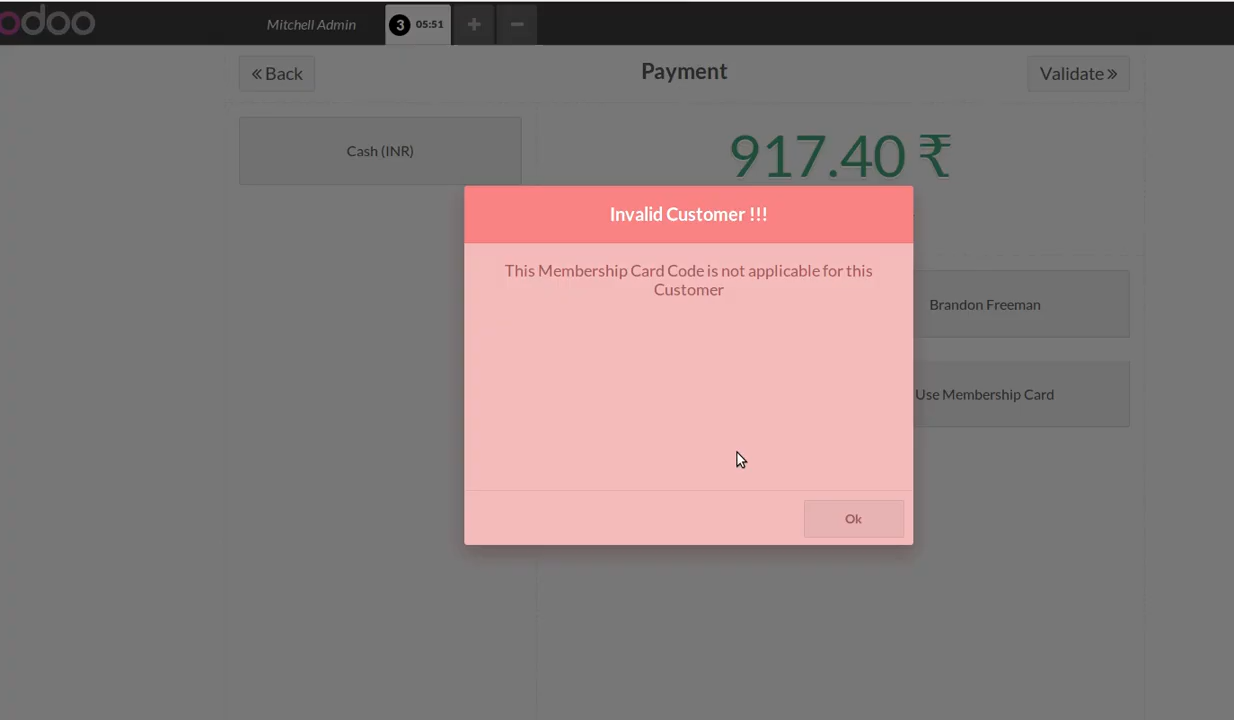 odoo
Mitchell Admin
3 05:51 + −
« Back
Payment
Validate »
Cash (INR)
917.40 ₹
Invalid Customer !!!
This Membership Card Code is not applicable for this
Customer
Brandon Freeman
Use Membership Card
Ok